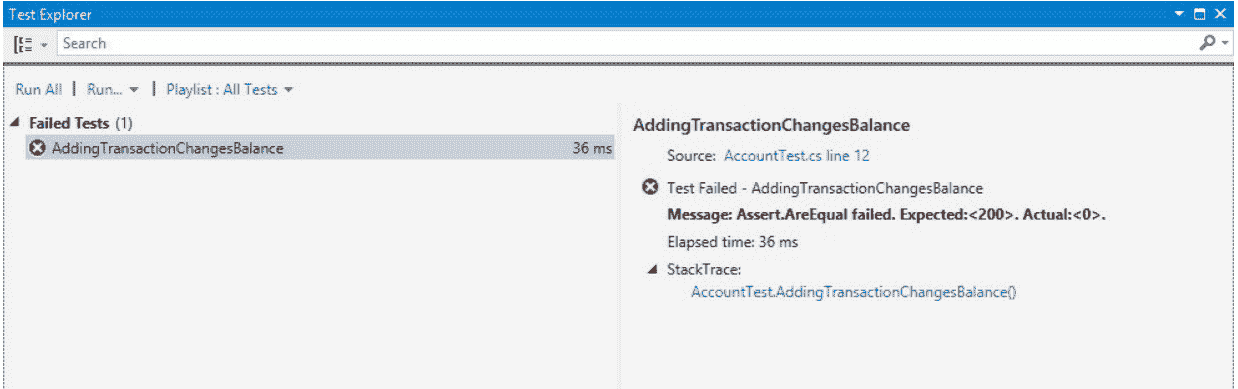 Test Explorer
Search
Run All | Run... | Playlist : All Tests
Failed Tests (1)
AddingTransactionChangesBalance 36 ms
AddingTransactionChangesBalance
Source: AccountTest.cs line 12
Test Failed - AddingTransactionChangesBalance
Message: Assert.AreEqual failed. Expected:<200>. Actual:<0>.
Elapsed time: 36 ms
StackTrace:
AccountTest.AddingTransactionChangesBalance()